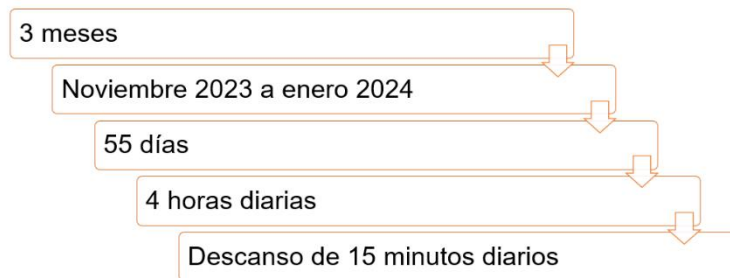 3 meses
Noviembre 2023 a enero 2024
55 días
4 horas diarias
Descanso de 15 minutos diarios